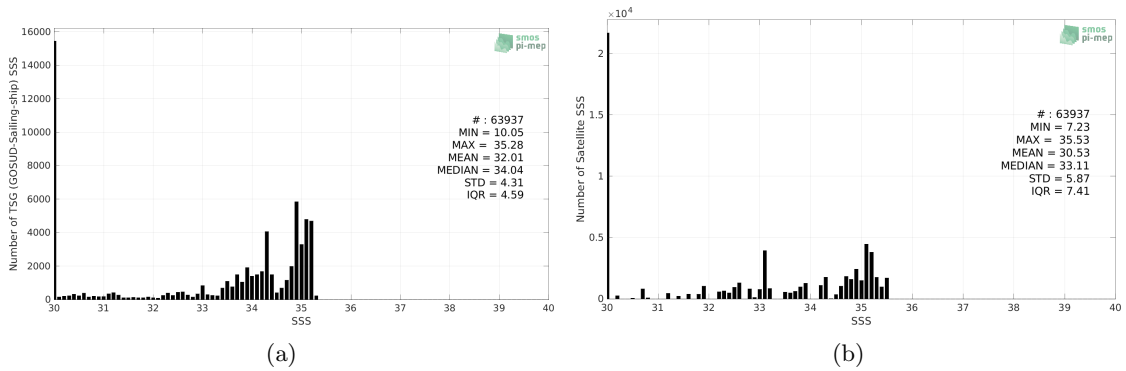 16000
14000
12000
10000
8000
6000
4000
2000
0
Number of TSG (GOSUD-Sailing-ship) SSS
smos
pi-mep
# : 63937
MIN = 10.05
MAX = 35.28
MEAN = 32.01
MEDIAN = 34.04
STD = 4.31
IQR = 4.59
30 31 32 33 34 35 36 37 38 39 40
SSS
(a)
×10⁴
2
1.5
1
0.5
0
Number of Satellite SSS
smos
pi-mep
# : 63937
MIN = 7.23
MAX = 35.53
MEAN = 30.53
MEDIAN = 33.11
STD = 5.87
IQR = 7.41
30 31 32 33 34 35 36 37 38 39 40
SSS
(b)